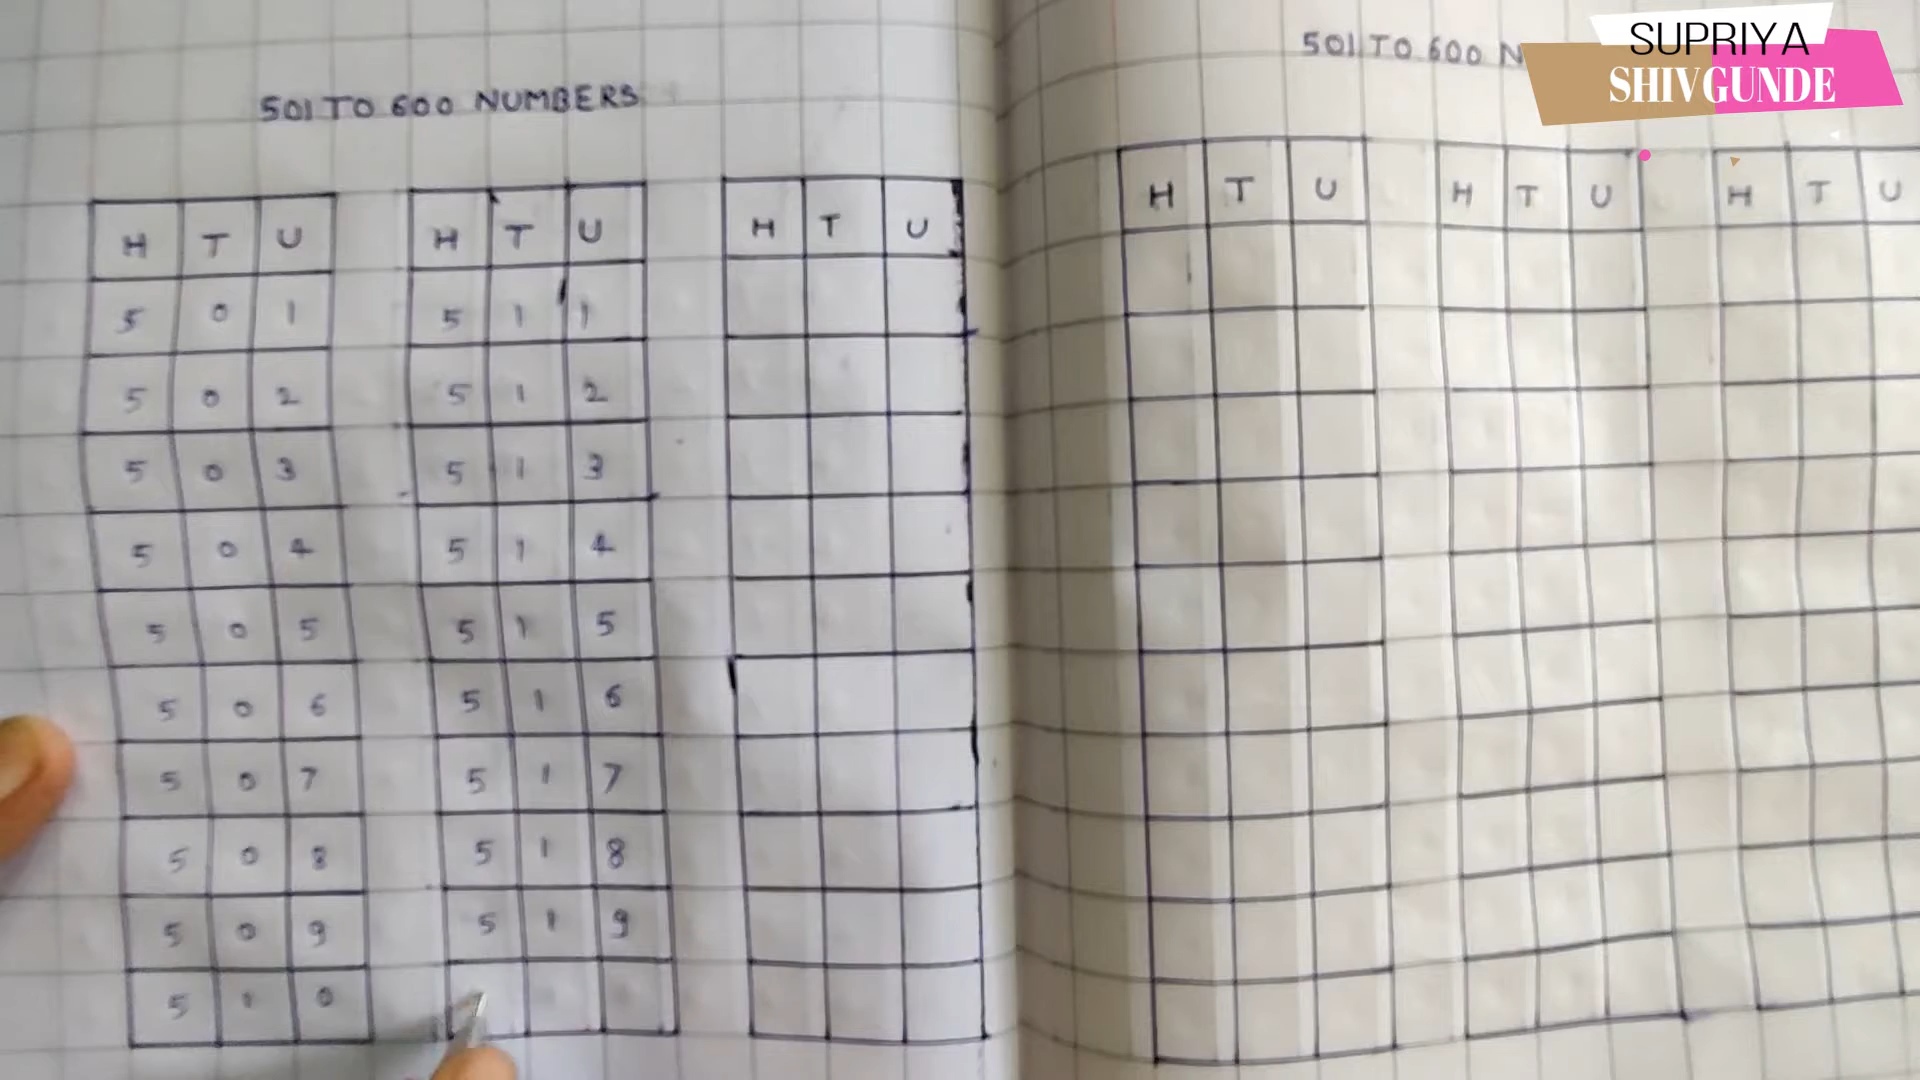 501 TO 600 NUMBERS
H T U
5 0 1
5 0 2
5 0 3
5 0 4
5 0 5
5 0 6
5 0 7
5 0 8
5 0 9
5 1 0
H T U
5 1 1
5 1 2
5 1 3
5 1 4
5 1 5
5 1 6
5 1 7
5 1 8
5 1 9
H T U
501 TO 600 N
H T U
H T U
H T U
SUPRIYA
SHIVGUNDE